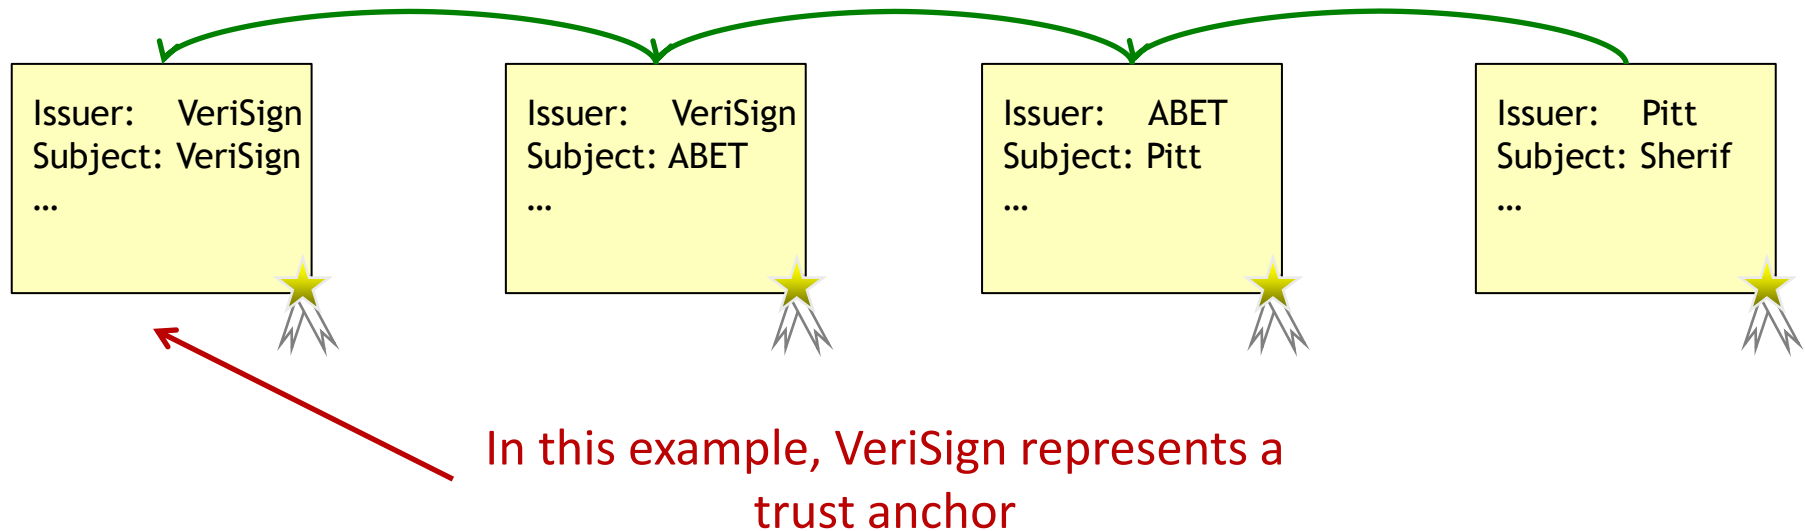 Issuer: VeriSign
Subject: VeriSign
…
Issuer: VeriSign
Subject: ABET
…
Issuer: ABET
Subject: Pitt
…
Issuer: Pitt
Subject: Sherif
…
In this example, VeriSign represents a
trust anchor